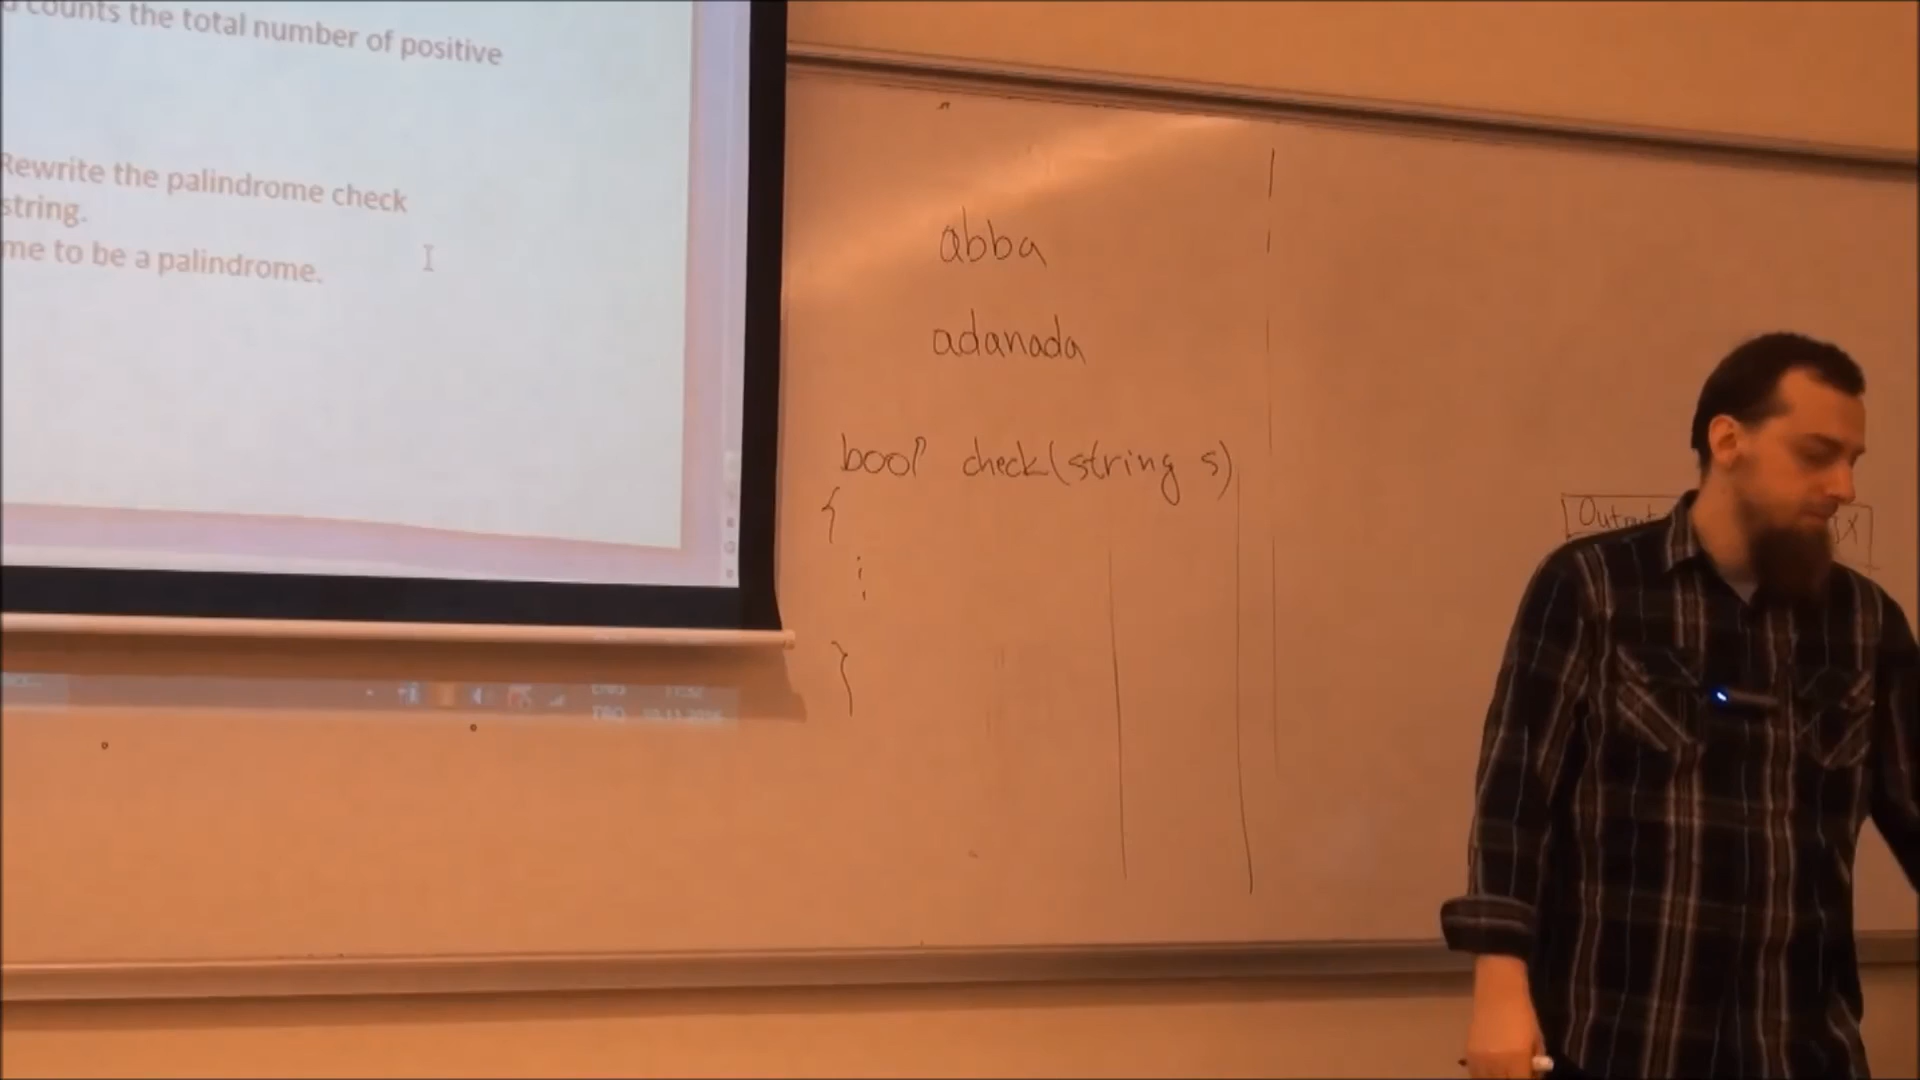 counts the total number of positive
Rewrite the palindrome check
string.
me to be a palindrome.
abba
adanada
bool check(string s)
{
⋮
}